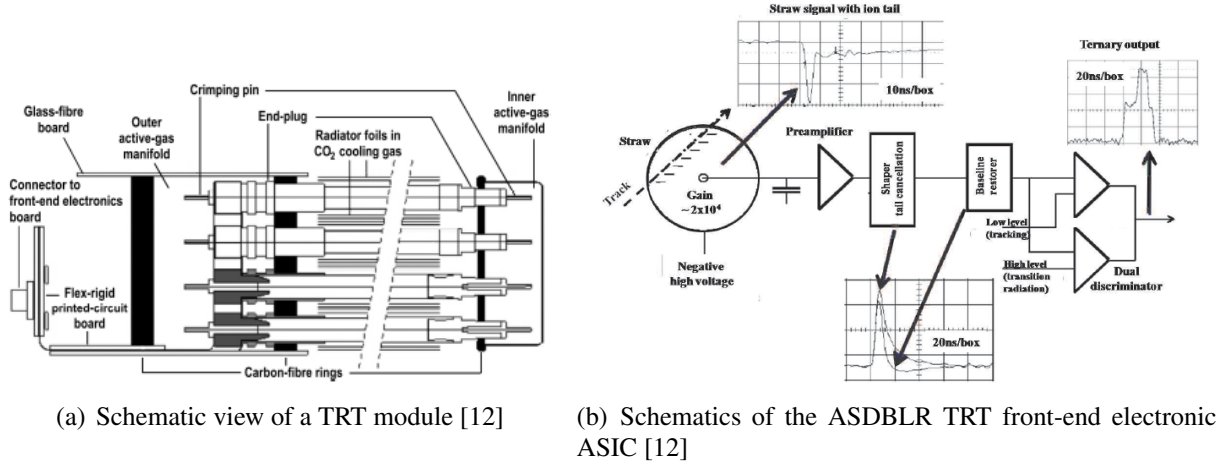 Crimping pin
Glass-fibre
board
Outer
active-gas
manifold
End-plug
Radiator foils in
CO₂ cooling gas
Inner
active-gas
manifold
Connector to
front-end electronics
board
Flex-rigid
printed-circuit
board
Carbon-fibre rings
(a) Schematic view of a TRT module [12]
Straw signal with ion tail
10ns/box
Ternary output
20ns/box
Straw
Track
Gain
~2x10⁴
Negative
high voltage
Preamplifier
Shaper
tail cancellation
Baseline
restorer
Low level
(tracking)
High level
(transition
radiation)
Dual
discriminator
20ns/box
(b) Schematics of the ASDBLR TRT front-end electronic
ASIC [12]